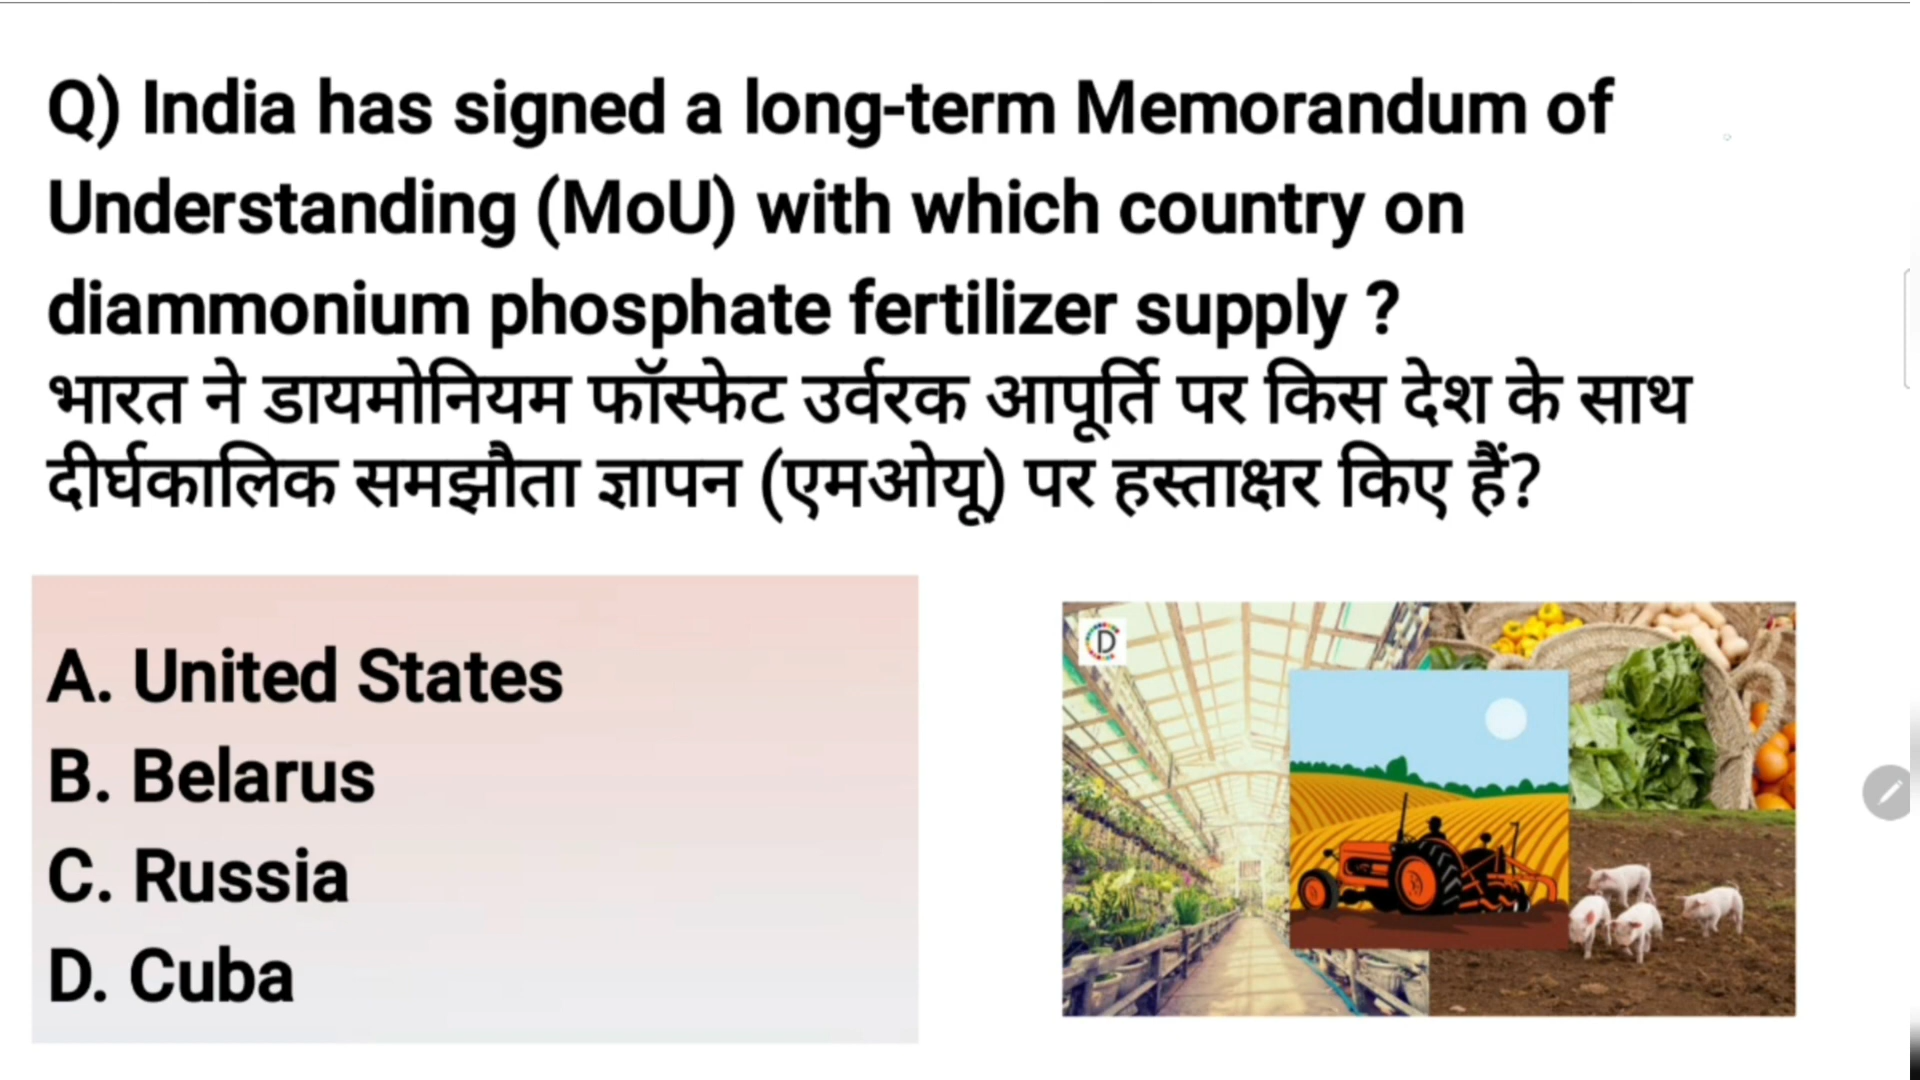 Q) India has signed a long-term Memorandum of
Understanding (MoU) with which country on
diammonium phosphate fertilizer supply ?
भारत ने डायमोनियम फॉस्फेट उर्वरक आपूर्ति पर किस देश के साथ
दीर्घकालिक समझौता ज्ञापन (एमओयू) पर हस्ताक्षर किए हैं?
A. United States
B. Belarus
C. Russia
D. Cuba
D